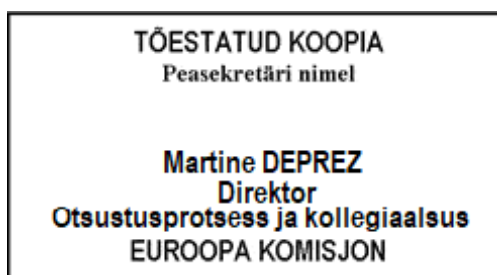 TÕESTATUD KOOPIA
Peasekretäri nimel
Martine DEPREZ
Direktor
Otsustusprotsess ja kollegiaalsus
EUROOPA KOMISJON